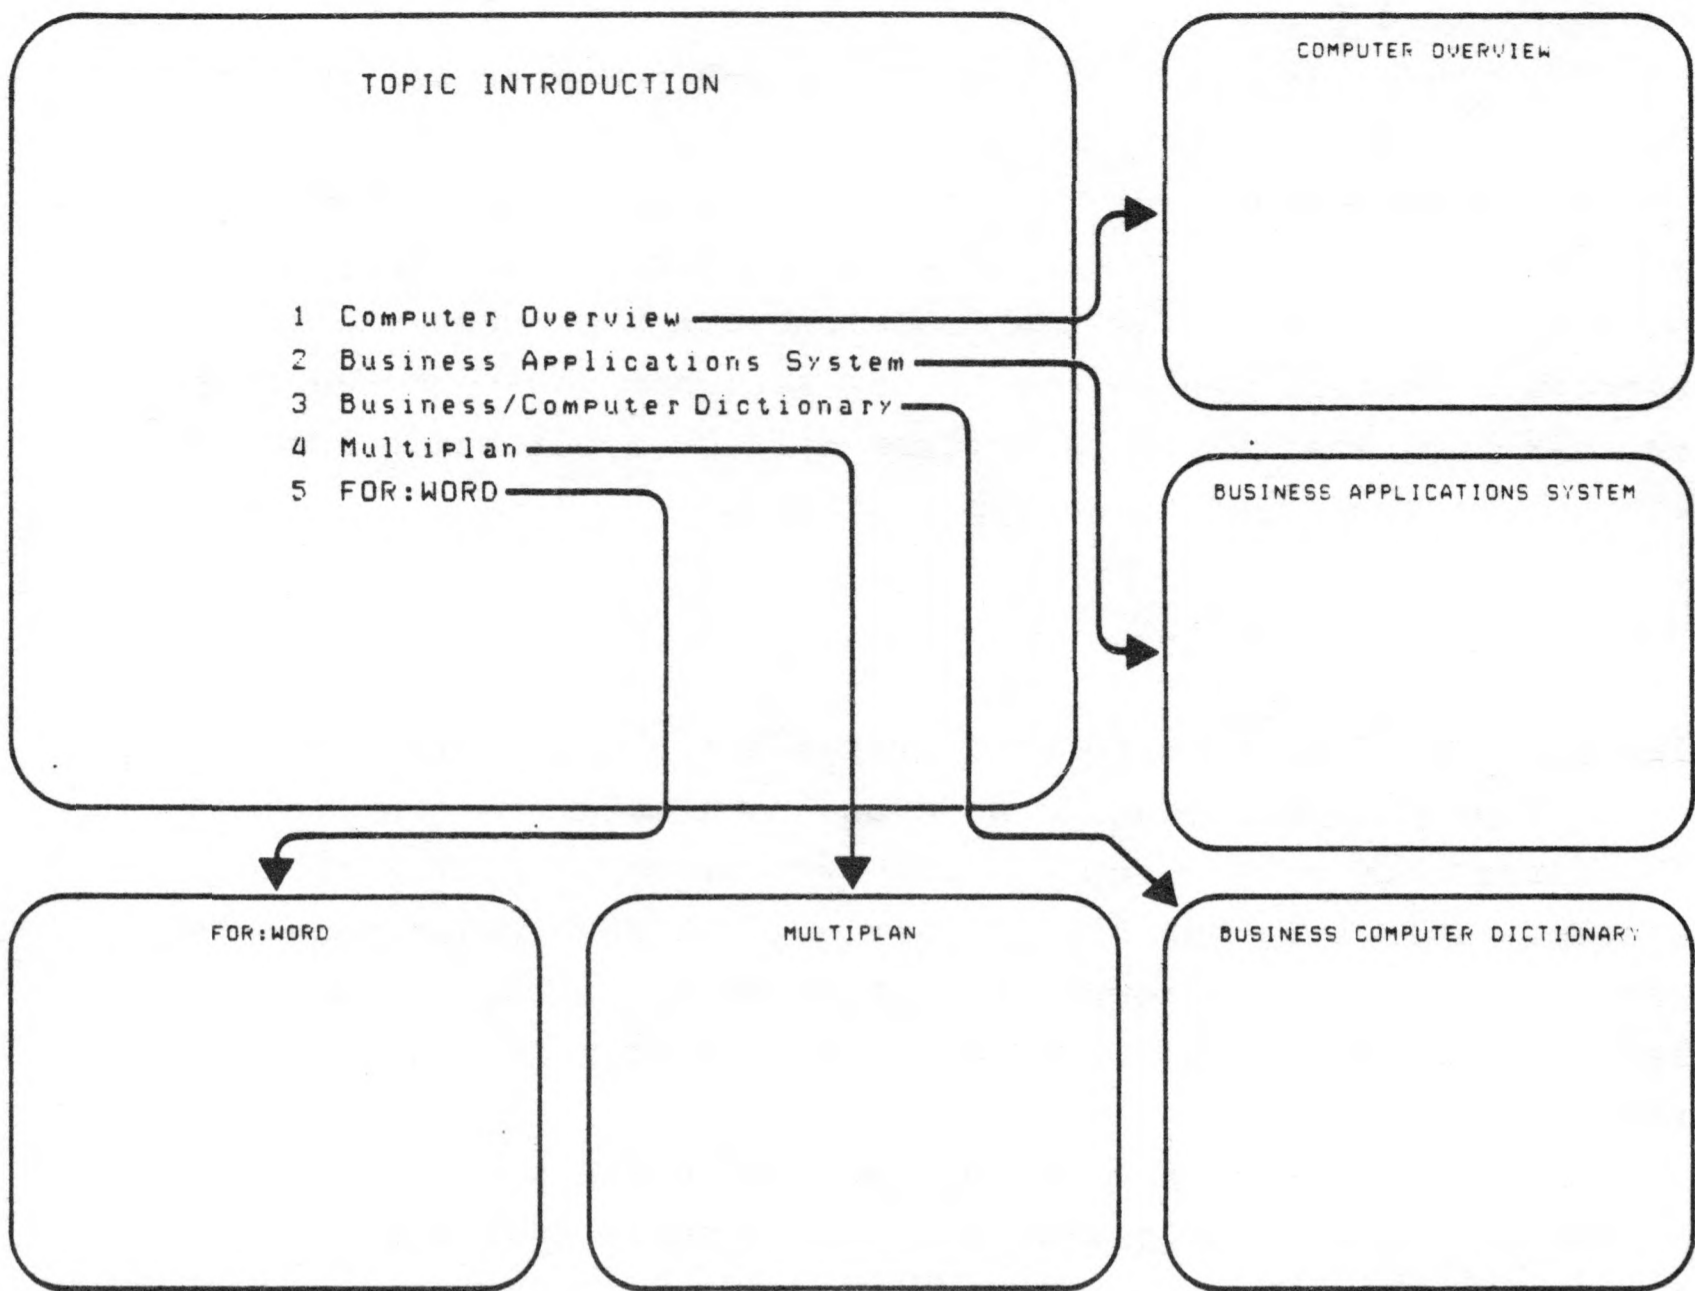 TOPIC INTRODUCTION
1 Computer Overview
2 Business Applications System
3 Business/Computer Dictionary
4 Multiplan
5 FOR:WORD
COMPUTER OVERVIEW
BUSINESS APPLICATIONS SYSTEM
FOR:WORD
MULTIPLAN
BUSINESS COMPUTER DICTIONARY